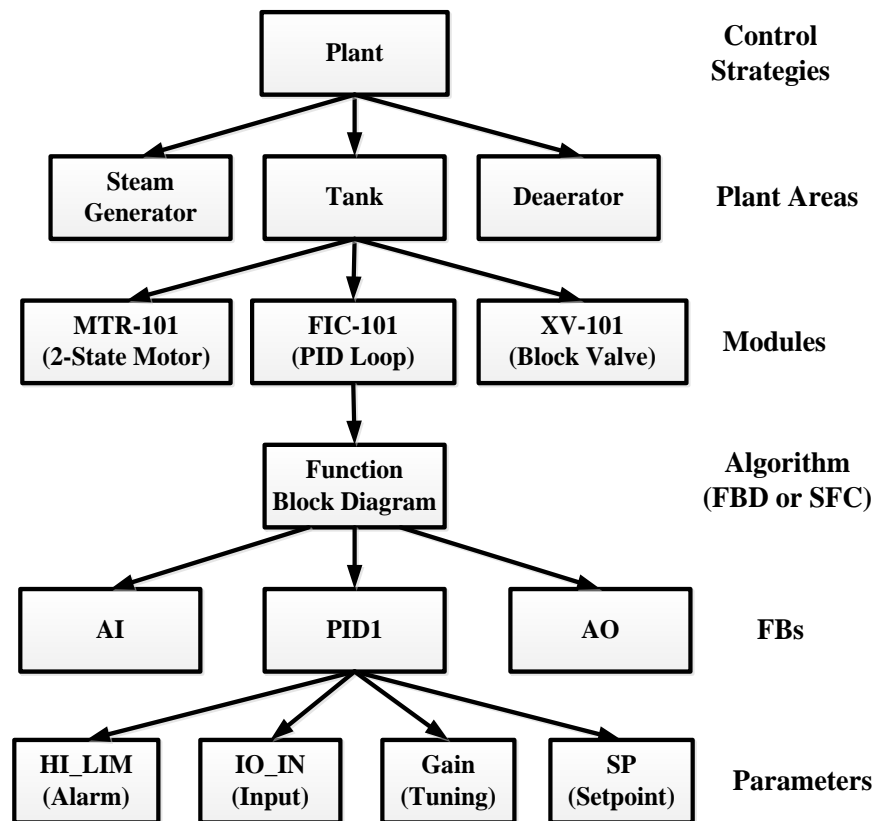 Plant
Control
Strategies
Steam
Generator
Tank
Deaerator
Plant Areas
MTR-101
(2-State Motor)
FIC-101
(PID Loop)
XV-101
(Block Valve)
Modules
Function
Block Diagram
Algorithm
(FBD or SFC)
AI
PID1
AO
FBs
HI_LIM
(Alarm)
IO_IN
(Input)
Gain
(Tuning)
SP
(Setpoint)
Parameters